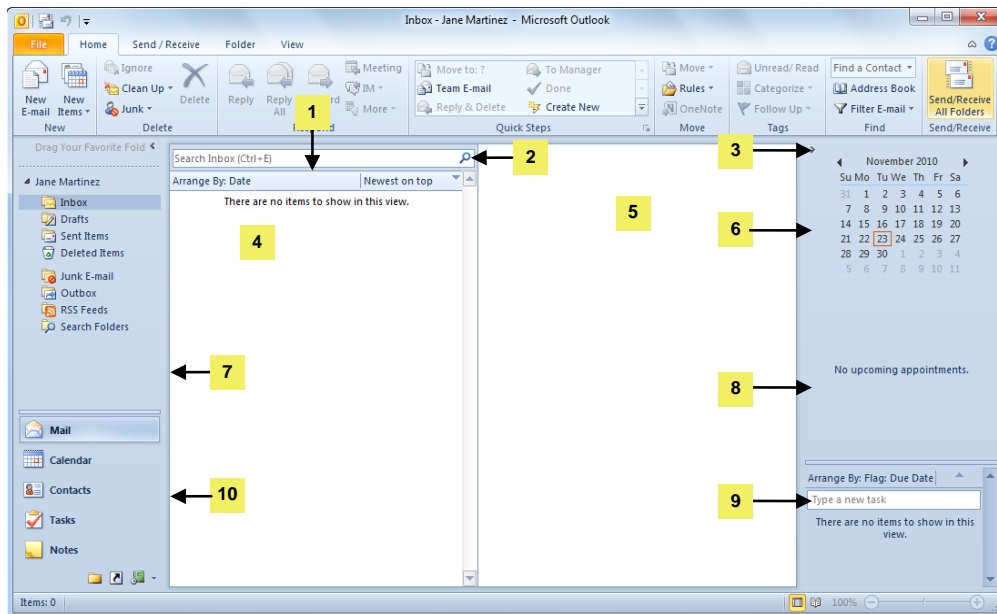 Inbox - Jane Martinez - Microsoft Outlook
File Home Send / Receive Folder View
New E-mail
New Items
New
Ignore
Clean Up
Junk
Delete
Delete
Reply
Reply All
Meeting
IM
More
Move to: ?
Team E-mail
Reply & Delete
To Manager
Done
Create New
Quick Steps
Move
Rules
OneNote
Move
Unread/ Read
Categorize
Follow Up
Tags
Find a Contact
Address Book
Filter E-mail
Find
Send/Receive All Folders
Send/Receive
1
Drag Your Favorite Fold
Jane Martinez
Inbox
Drafts
Sent Items
Deleted Items
Junk E-mail
Outbox
RSS Feeds
Search Folders
7
Mail
Calendar
Contacts
10
Tasks
Notes
Search Inbox (Ctrl+E)
2
Arrange By: Date Newest on top
There are no items to show in this view.
4
5
3
November 2010
Su Mo Tu We Th Fr Sa
31 1 2 3 4 5 6
7 8 9 10 11 12 13
6
14 15 16 17 18 19 20
21 22 23 24 25 26 27
28 29 30 1 2 3 4
5 6 7 8 9 10 11
8
No upcoming appointments.
Arrange By: Flag: Due Date
9
Type a new task
There are no items to show in this
view.
Items: 0
100%